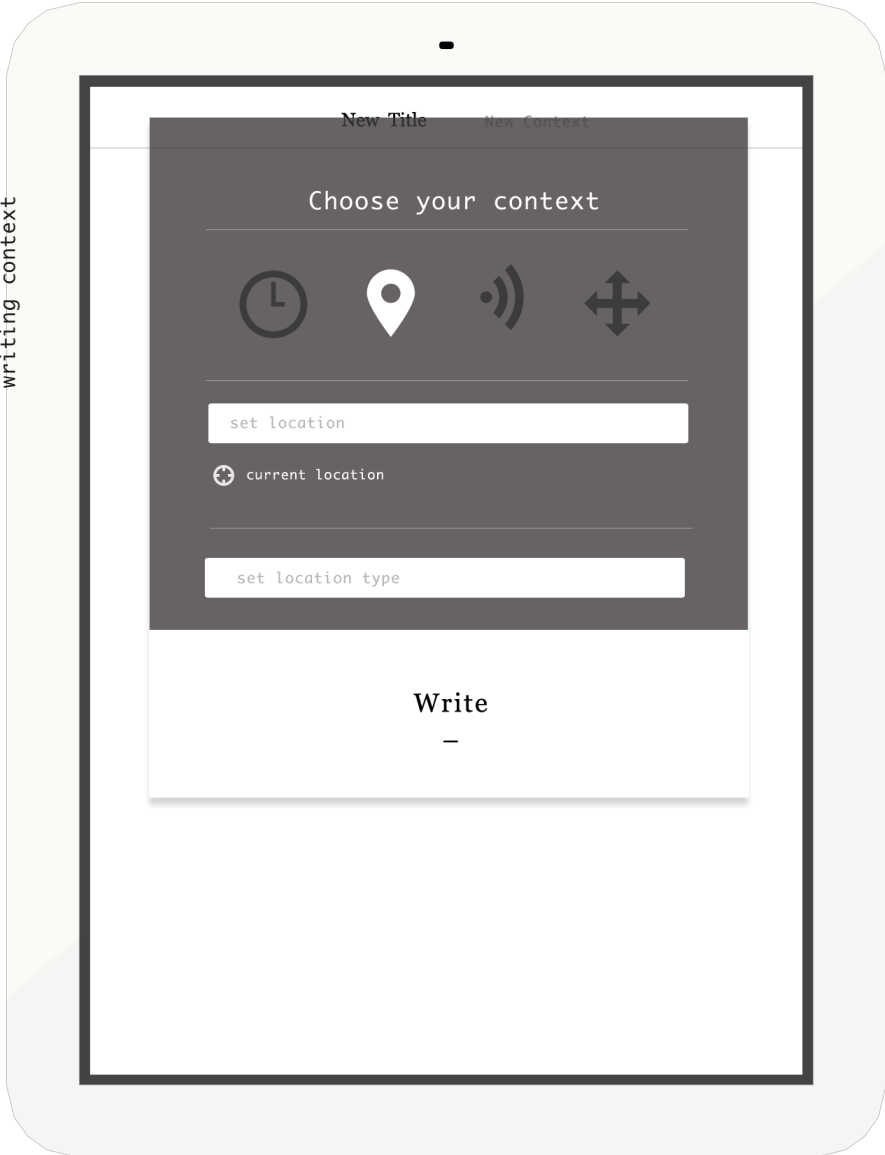 writing context
New Title
New Context
Choose your context
set location
current location
set location type
Write